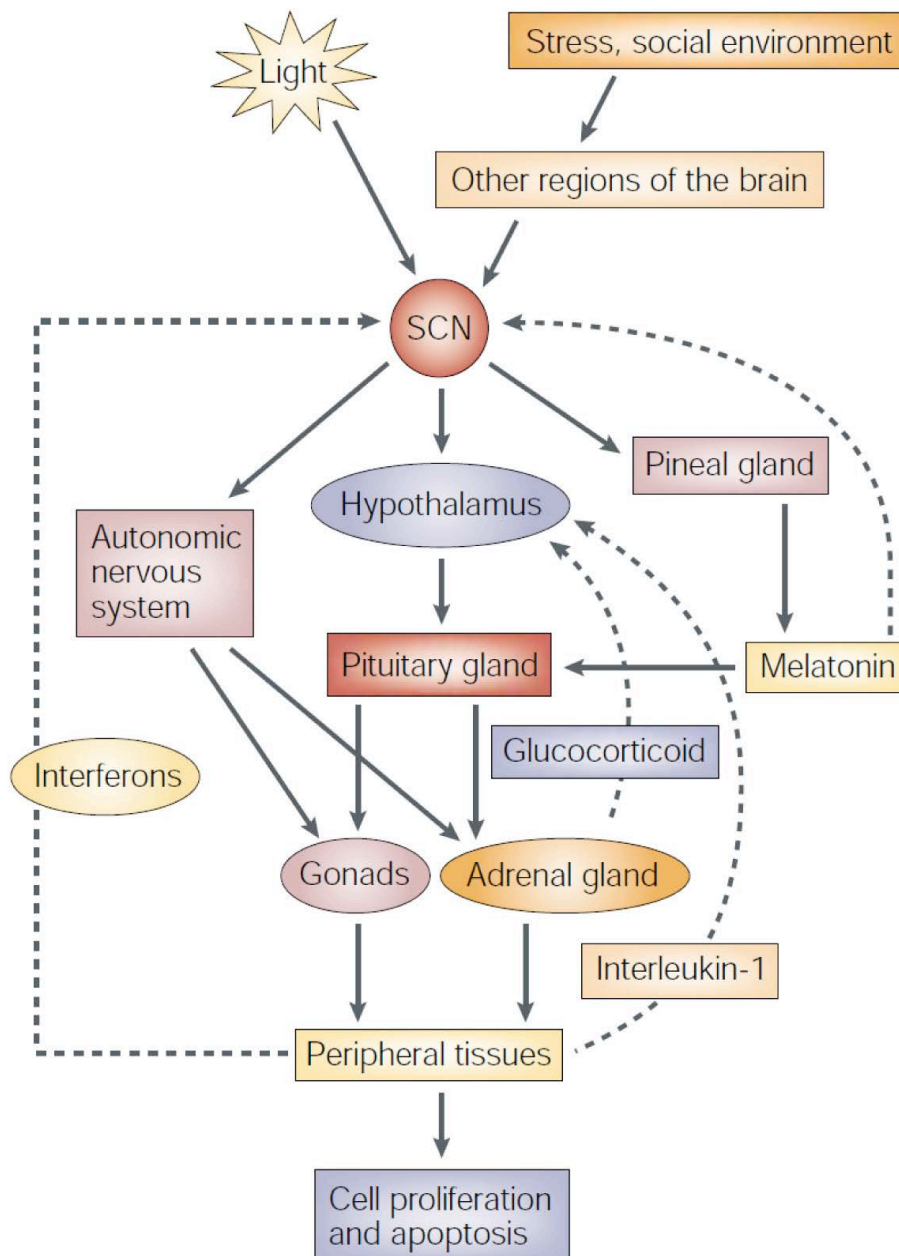 Stress, social environment
Light
Other regions of the brain
SCN
Pineal gland
Hypothalamus
Autonomic
nervous
system
Pituitary gland
Melatonin
Glucocorticoid
Interferons
Gonads
Adrenal gland
Interleukin-1
Peripheral tissues
Cell proliferation
and apoptosis